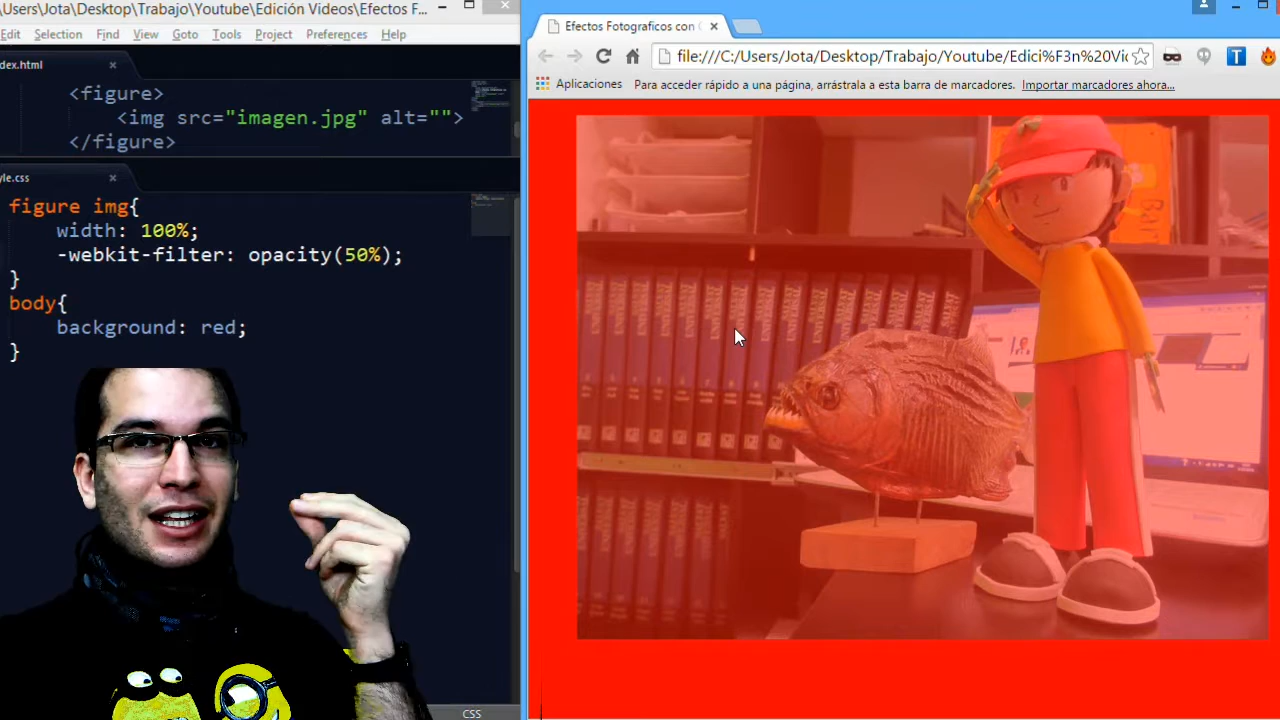 \Users\Jota\Desktop\Trabajo\Youtube\Edición Videos\Efectos F...
Edit Selection Find View Goto Tools Project Preferences Help
dex.html
<figure>
<img src="imagen.jpg" alt="">
</figure>
yle.css
figure img{
width: 100%;
-webkit-filter: opacity(50%);
}
body{
background: red;
}
CSS
Efectos Fotograficos con
file:///C:/Users/Jota/Desktop/Trabajo/Youtube/Edici%F3n%20Vi
Aplicaciones Para acceder rápido a una página, arrástrala a esta barra de marcadores. Importar marcadores ahora...